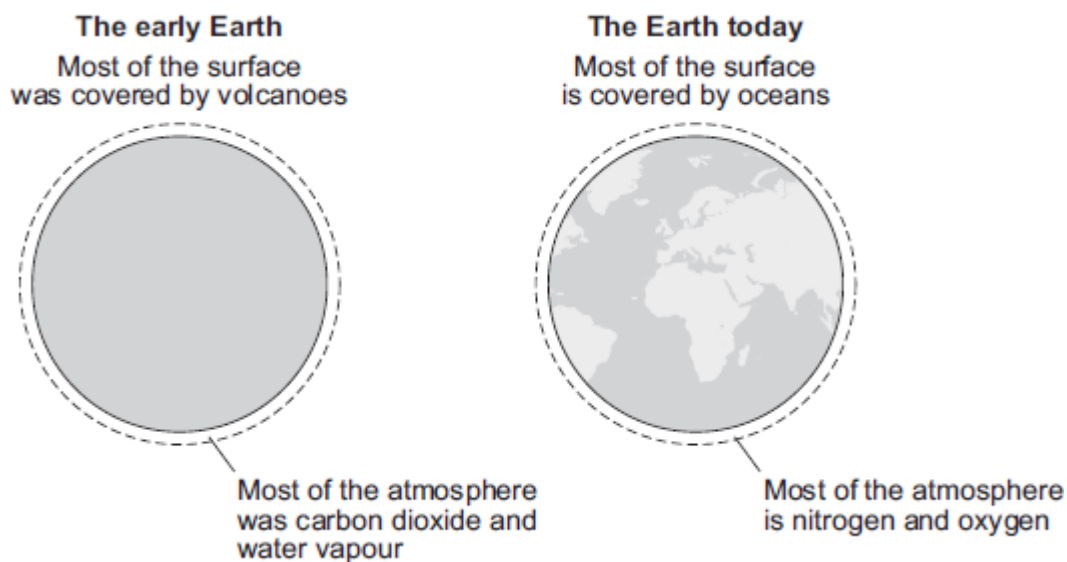 The early Earth
Most of the surface
was covered by volcanoes
Most of the atmosphere
was carbon dioxide and
water vapour
The Earth today
Most of the surface
is covered by oceans
Most of the atmosphere
is nitrogen and oxygen